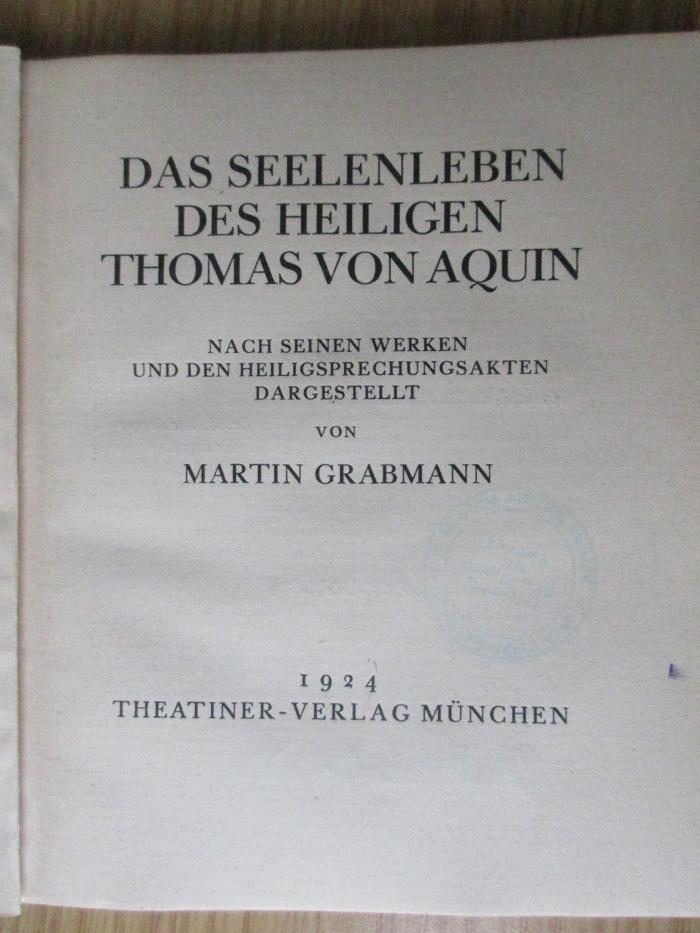 DAS SEELENLEBEN
DES HEILIGEN
THOMAS VON AQUIN
NACH SEINEN WERKEN
UND DEN HEILIGSPRECHUNGSAKTEN
DARGESTELLT
VON
MARTIN GRABMANN
1924
THEATINER-VERLAG MÜNCHEN